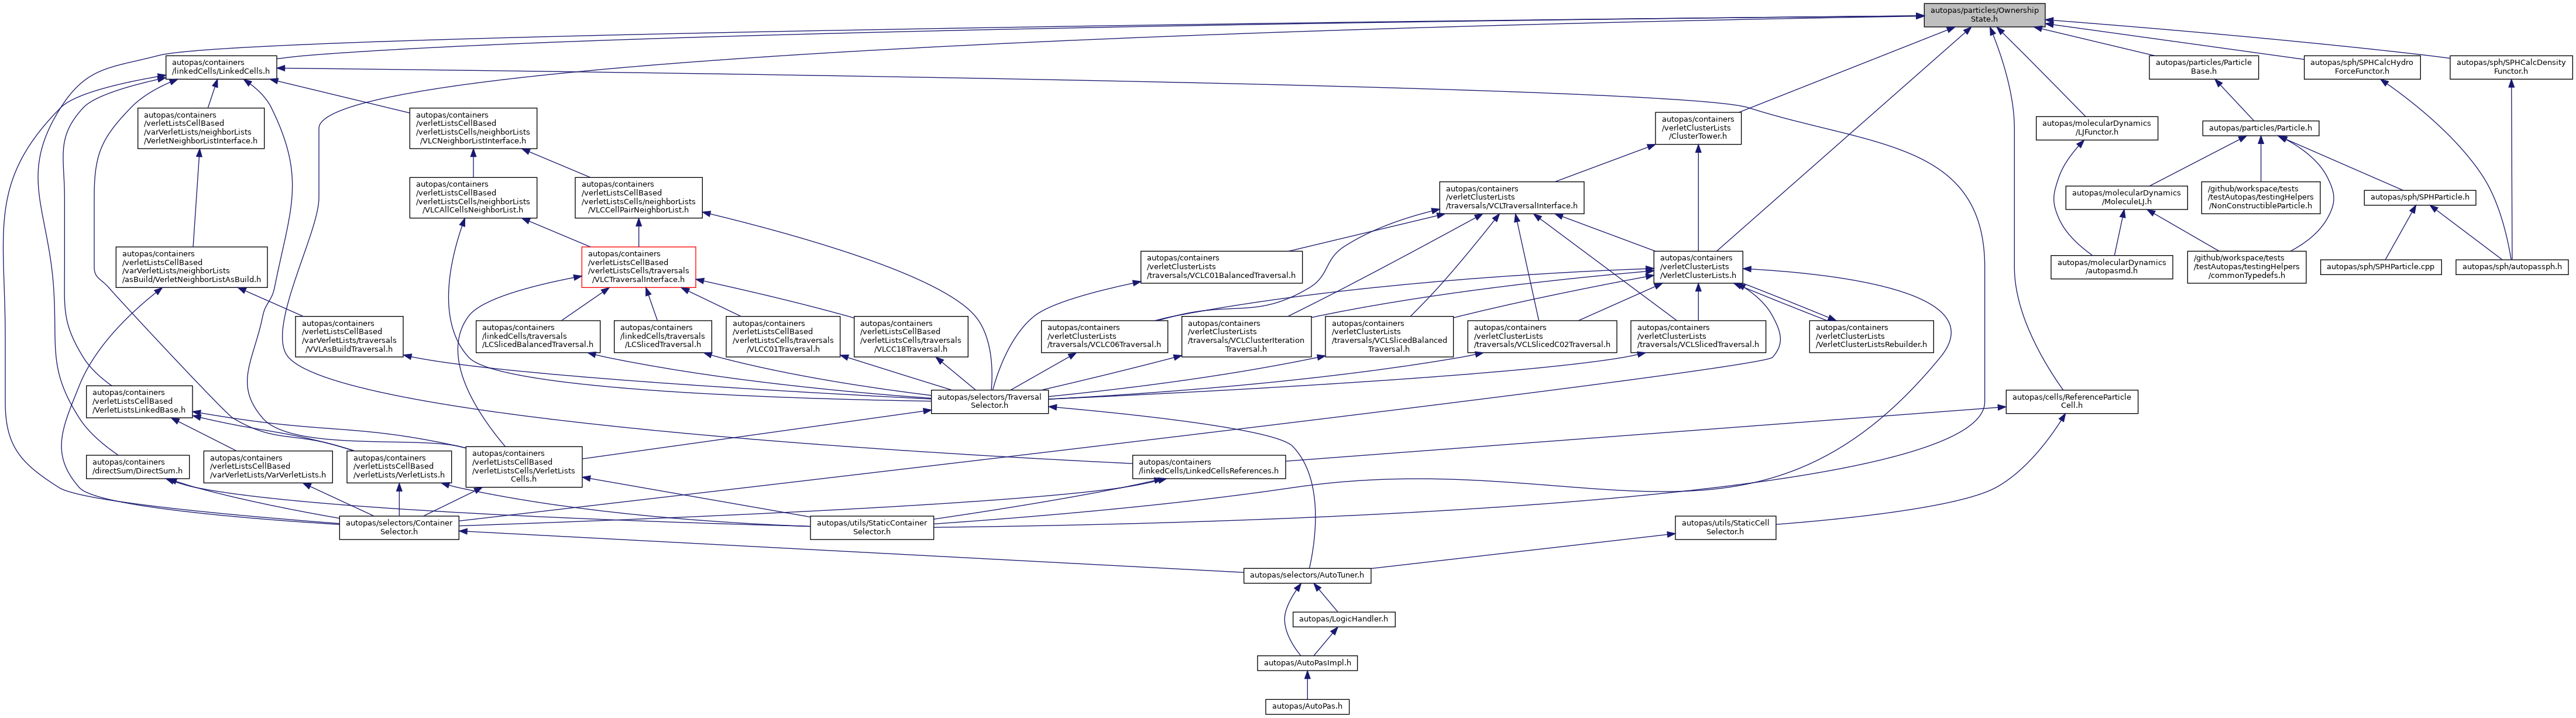 autopas/particles/Ownership
State.h
autopas/containers
/linkedCells/LinkedCells.h
autopas/particles/Particle
Base.h
autopas/sph/SPHCalcHydro
ForceFunctor.h
autopas/sph/SPHCalcDensity
Functor.h
autopas/containers
/verletListsCellBased
/varVerletLists/neighborLists
/VerletNeighborListInterface.h
autopas/containers
/verletListsCellBased
/verletListsCells/neighborLists
/VLCNeighborListInterface.h
autopas/containers
/verletClusterLists
/ClusterTower.h
autopas/molecularDynamics
/LJFunctor.h
autopas/particles/Particle.h
autopas/containers
/verletListsCellBased
/verletListsCells/neighborLists
/VLCAllCellsNeighborList.h
autopas/containers
/verletListsCellBased
/verletListsCells/neighborLists
/VLCCellPairNeighborList.h
autopas/containers
/verletClusterLists
/traversals/VCLTraversalInterface.h
autopas/molecularDynamics
/MoleculeLJ.h
/github/workspace/tests
/testAutopas/testingHelpers
/NonConstructibleParticle.h
autopas/sph/SPHParticle.h
autopas/containers
/verletListsCellBased
/varVerletLists/neighborLists
/asBuild/VerletNeighborListAsBuild.h
autopas/containers
/verletListsCellBased
/verletListsCells/traversals
/VLCTraversalInterface.h
autopas/containers
/verletClusterLists
/traversals/VCLC01BalancedTraversal.h
autopas/containers
/verletClusterLists
/VerletClusterLists.h
autopas/molecularDynamics
/autopasmd.h
/github/workspace/tests
/testAutopas/testingHelpers
/commonTypedefs.h
autopas/sph/SPHParticle.cpp
autopas/sph/autopassph.h
autopas/containers
/verletListsCellBased
/varVerletLists/traversals
/VVLAsBuildTraversal.h
autopas/containers
/linkedCells/traversals
/LCSlicedBalancedTraversal.h
autopas/containers
/linkedCells/traversals
/LCSlicedTraversal.h
autopas/containers
/verletListsCellBased
/verletListsCells/traversals
/VLCC01Traversal.h
autopas/containers
/verletListsCellBased
/verletListsCells/traversals
/VLCC18Traversal.h
autopas/containers
/verletClusterLists
/traversals/VCLC06Traversal.h
autopas/containers
/verletClusterLists
/traversals/VCLClusterIteration
Traversal.h
autopas/containers
/verletClusterLists
/traversals/VCLSlicedBalanced
Traversal.h
autopas/containers
/verletClusterLists
/traversals/VCLSlicedC02Traversal.h
autopas/containers
/verletClusterLists
/traversals/VCLSlicedTraversal.h
autopas/containers
/verletClusterLists
/VerletClusterListsRebuilder.h
autopas/containers
/verletListsCellBased
/VerletListsLinkedBase.h
autopas/selectors/Traversal
Selector.h
autopas/cells/ReferenceParticle
Cell.h
autopas/containers
/directSum/DirectSum.h
autopas/containers
/verletListsCellBased
/varVerletLists/VarVerletLists.h
autopas/containers
/verletListsCellBased
/verletLists/VerletLists.h
autopas/containers
/verletListsCellBased
/verletListsCells/VerletLists
Cells.h
autopas/containers
/linkedCells/LinkedCellsReferences.h
autopas/selectors/Container
Selector.h
autopas/utils/StaticContainer
Selector.h
autopas/utils/StaticCell
Selector.h
autopas/selectors/AutoTuner.h
autopas/LogicHandler.h
autopas/AutoPasImpl.h
autopas/AutoPas.h